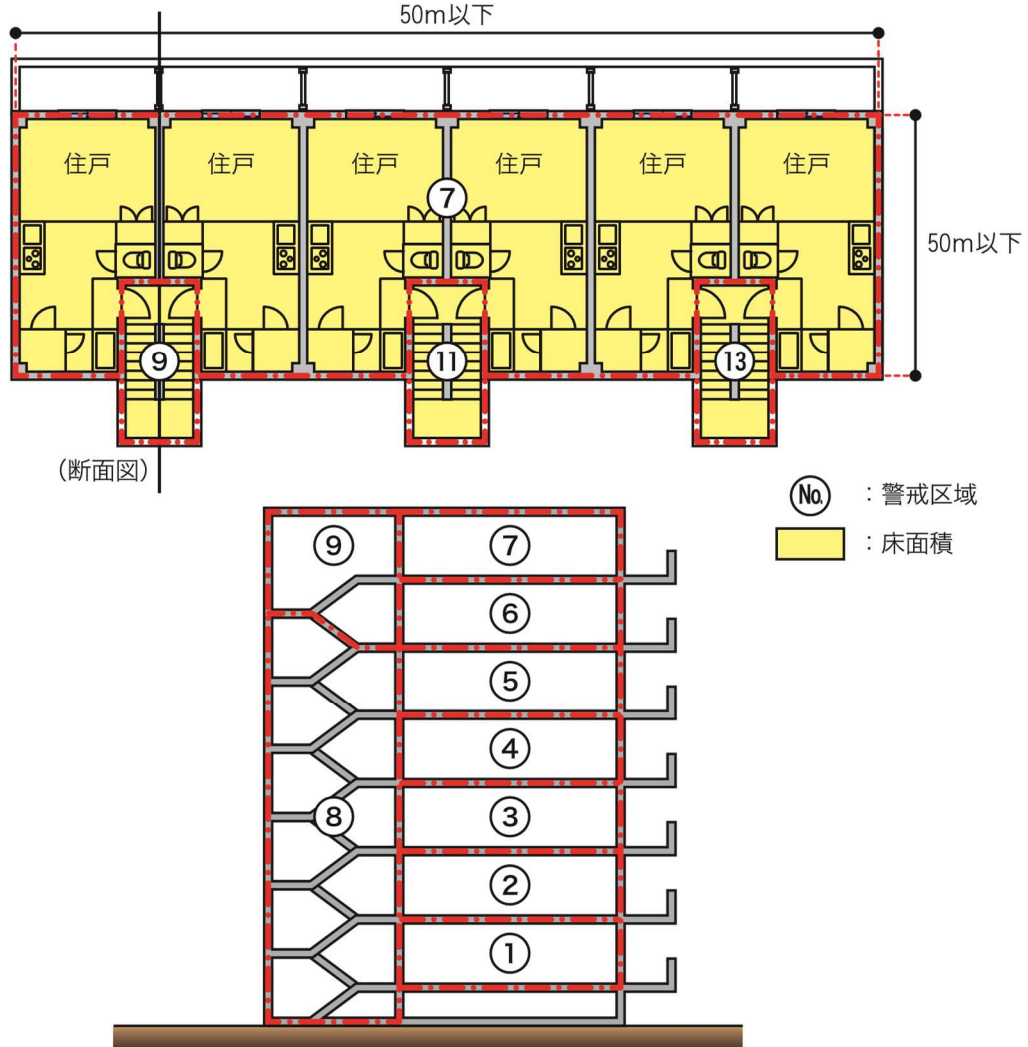 50m以下
住戸 住戸 住戸 住戸 住戸 住戸
⑦
50m以下
⑨ ⑪ ⑬
(断面図)
No. :警戒区域
:床面積
⑨ ⑦
⑥
⑤
④
⑧ ③
②
①